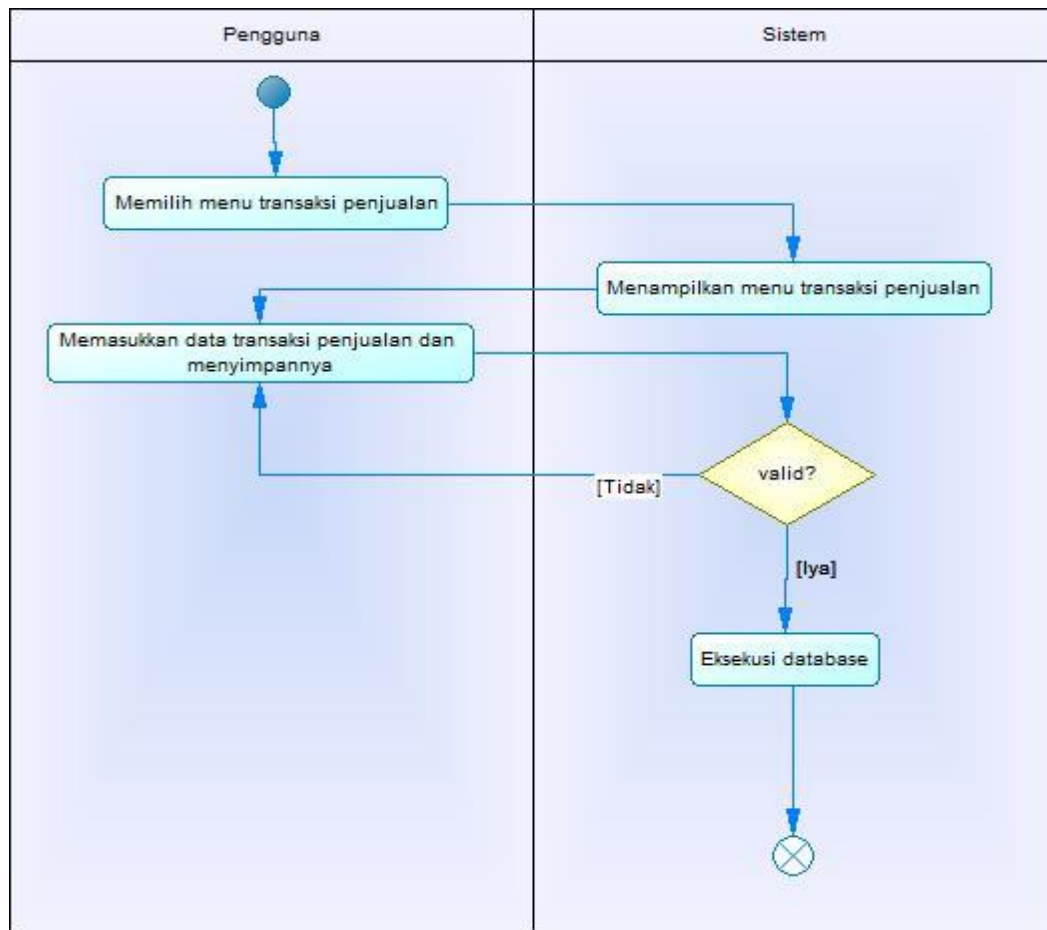 Pengguna
Sistem
Memilih menu transaksi penjualan
Menampilkan menu transaksi penjualan
Memasukkan data transaksi penjualan dan
menyimpannya
valid?
[Tidak]
[Iya]
Eksekusi database